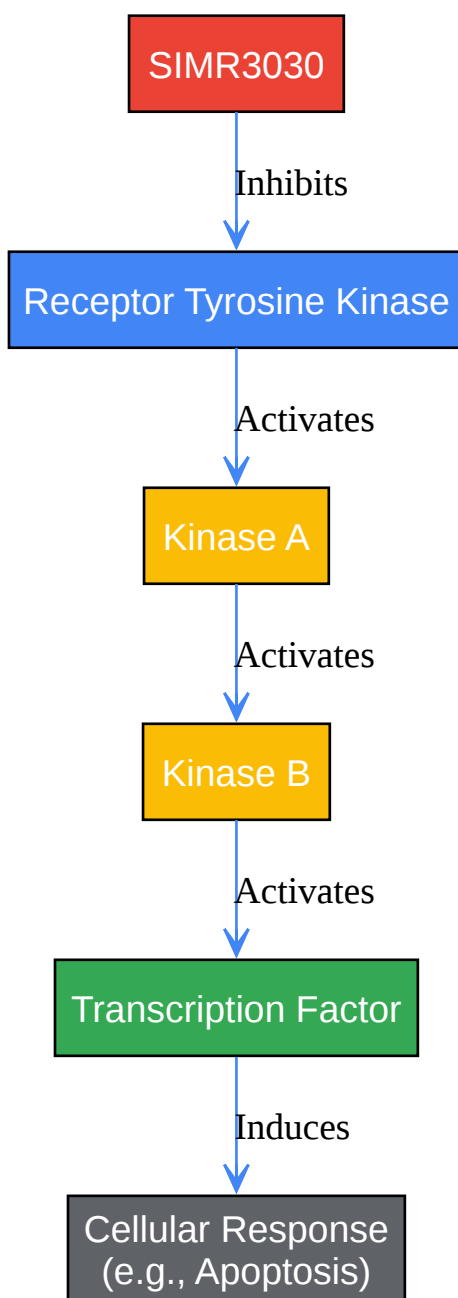 SIMR3030
Inhibits
Receptor Tyrosine Kinase
Activates
Kinase A
Activates
Kinase B
Activates
Transcription Factor
Induces
Cellular Response
(e.g., Apoptosis)